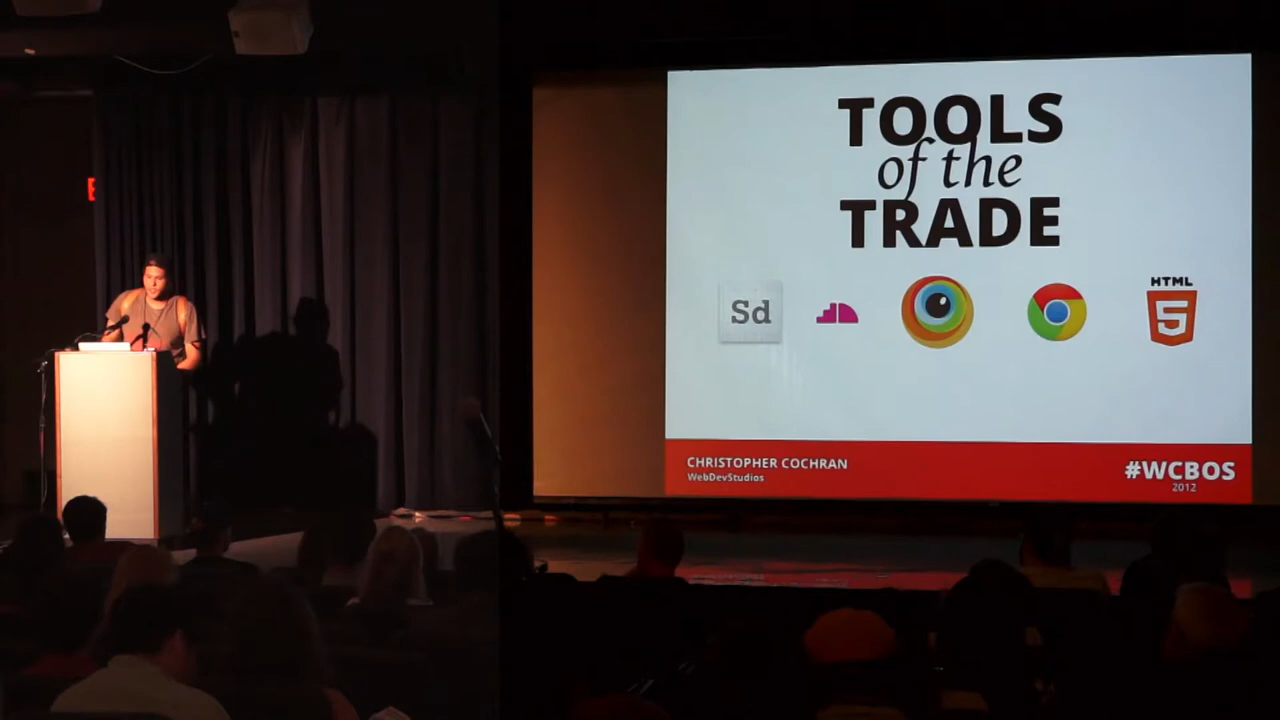 TOOLS
of the
TRADE
Sd
HTML
5
CHRISTOPHER COCHRAN
WebDevStudios
#WCBOS
2012
E